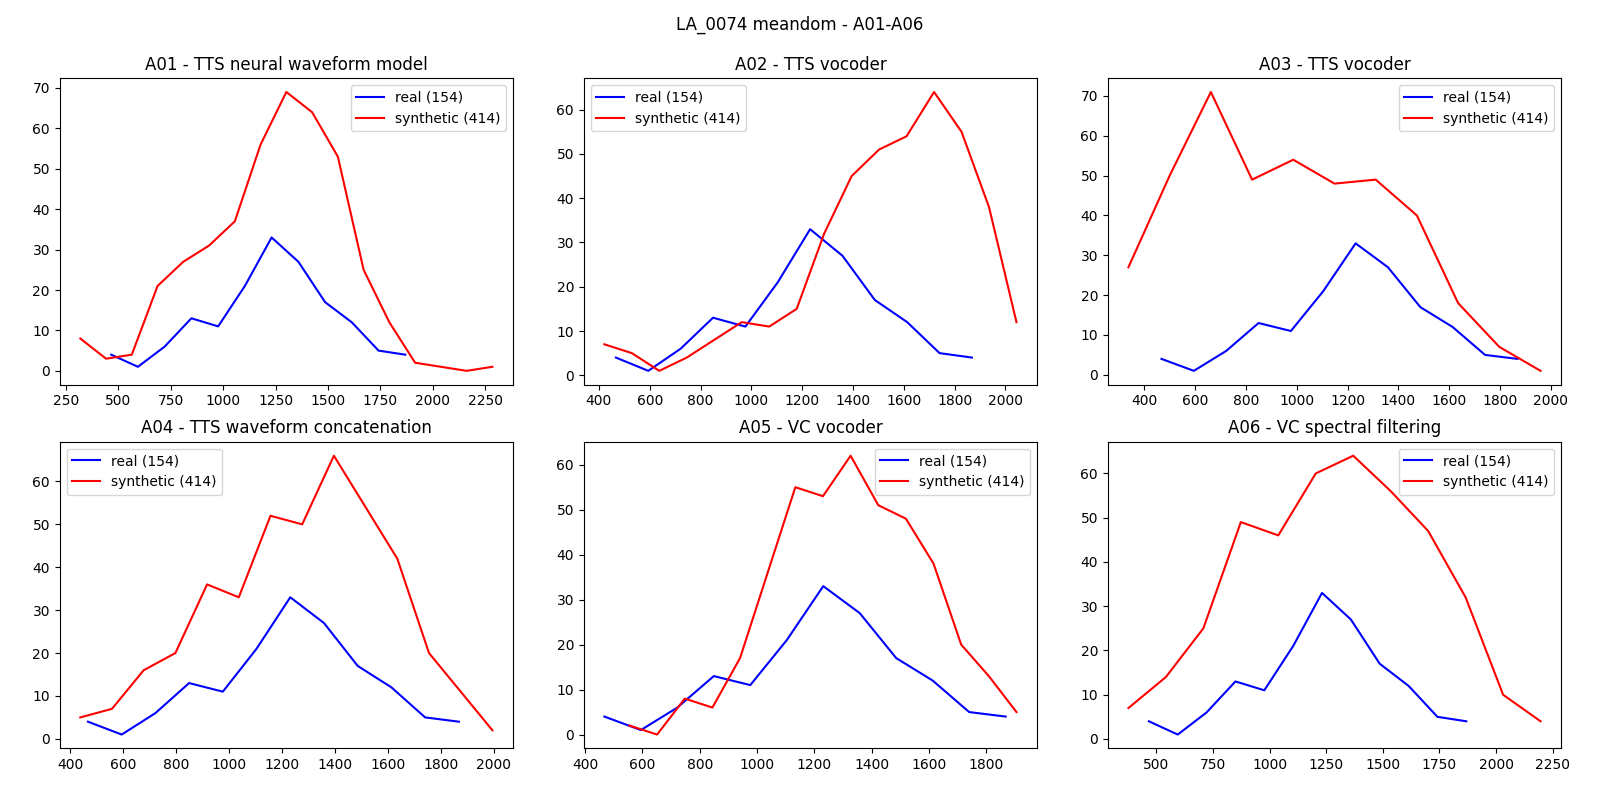 LA_0074 meandom - A01-A06
A01 - TTS neural waveform model
70
60
50
40
30
20
10
0
250 500 750 1000 1250 1500 1750 2000 2250
real (154)
synthetic (414)
A02 - TTS vocoder
60
50
40
30
20
10
0
400 600 800 1000 1200 1400 1600 1800 2000
real (154)
synthetic (414)
A03 - TTS vocoder
70
60
50
40
30
20
10
0
400 600 800 1000 1200 1400 1600 1800 2000
real (154)
synthetic (414)
A04 - TTS waveform concatenation
60
50
40
30
20
10
0
400 600 800 1000 1200 1400 1600 1800 2000
real (154)
synthetic (414)
A05 - VC vocoder
60
50
40
30
20
10
0
400 600 800 1000 1200 1400 1600 1800
real (154)
synthetic (414)
A06 - VC spectral filtering
60
50
40
30
20
10
0
500 750 1000 1250 1500 1750 2000 2250
real (154)
synthetic (414)